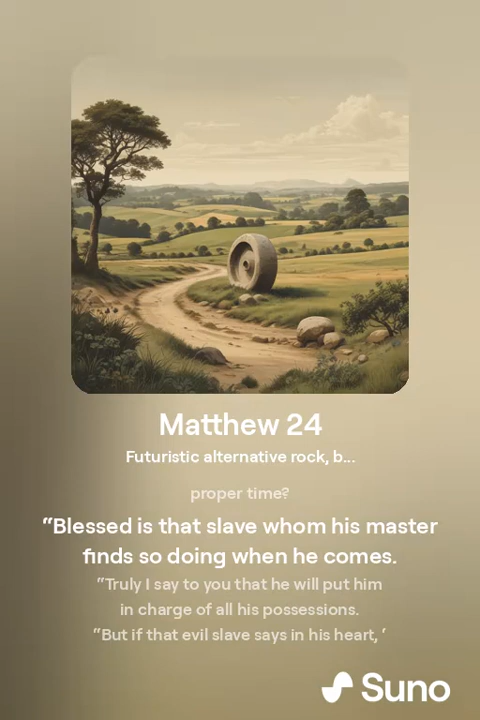 Matthew 24
Futuristic alternative rock, b...
proper time?
“Blessed is that slave whom his master
finds so doing when he comes.
“Truly I say to you that he will put him
in charge of all his possessions.
“But if that evil slave says in his heart, ‘
Suno